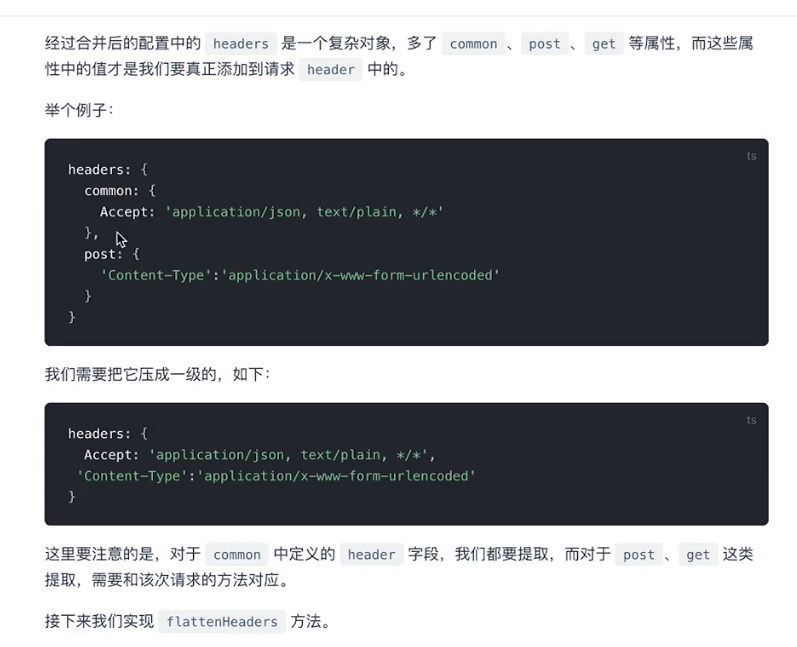 经过合并后的配置中的 headers 是一个复杂对象，多了 common 、 post 、 get 等属性，而这些属
性中的值才是我们要真正添加到请求 header 中的。
举个例子：
ts
headers: {
  common: {
    Accept: 'application/json, text/plain, */*'
  },
  post: {
    'Content-Type':'application/x-www-form-urlencoded'
  }
}
我们需要把它压成一级的，如下：
ts
headers: {
  Accept: 'application/json, text/plain, */*',
 'Content-Type':'application/x-www-form-urlencoded'
}
这里要注意的是，对于 common 中定义的 header 字段，我们都要提取，而对于 post 、 get 这类
提取，需要和该次请求的方法对应。
接下来我们实现 flattenHeaders 方法。